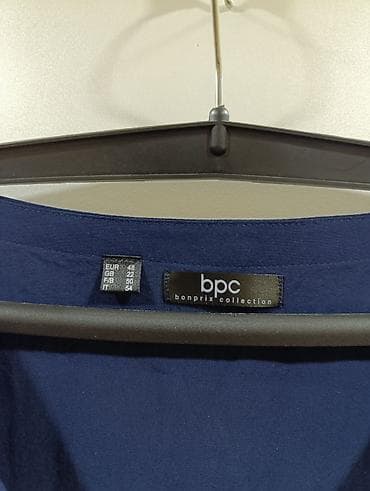 EUR 48
GB 22
F/B 50
IT 54
bpc
bonprix collection